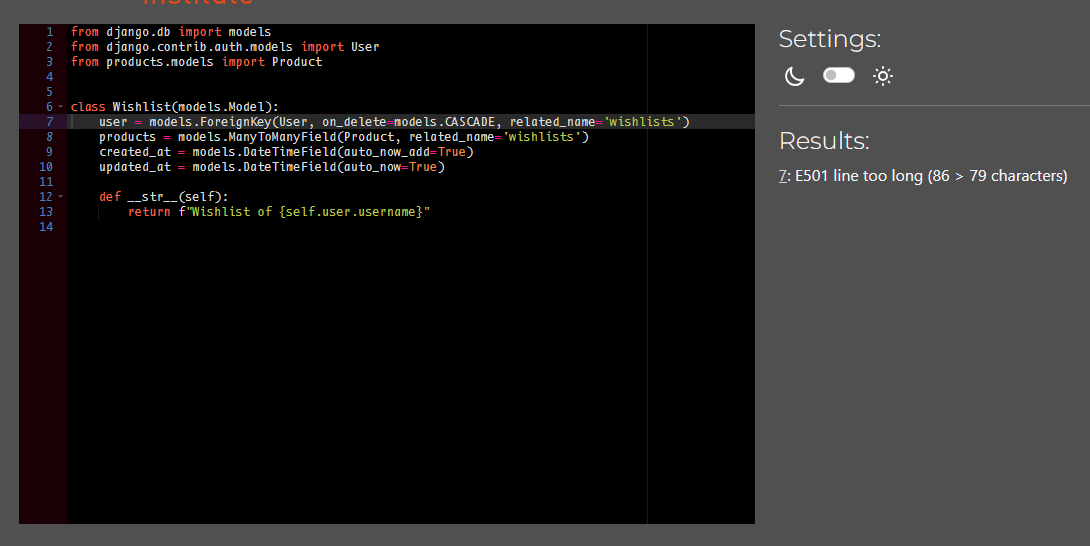 institute
1 from django.db import models
2 from django.contrib.auth.models import User
3 from products.models import Product
4
5
6 class Wishlist(models.Model):
7     user = models.ForeignKey(User, on_delete=models.CASCADE, related_name='wishlists')
8     products = models.ManyToManyField(Product, related_name='wishlists')
9     created_at = models.DateTimeField(auto_now_add=True)
10     updated_at = models.DateTimeField(auto_now=True)
11
12     def __str__(self):
13         return f"Wishlist of {self.user.username}"
14
Settings:
Results:
7: E501 line too long (86 > 79 characters)